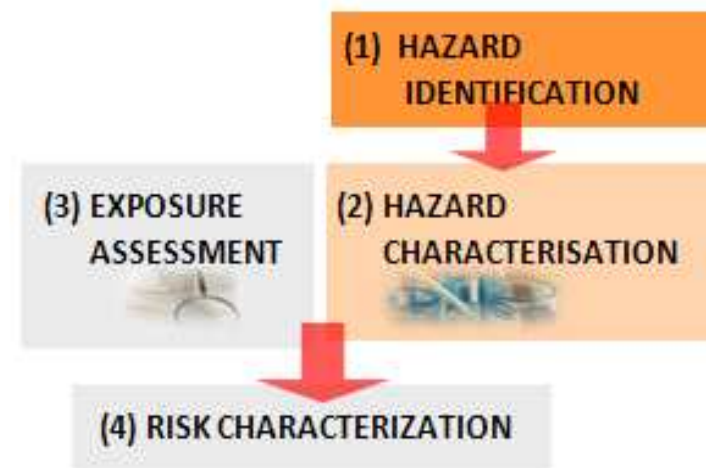 (1) HAZARD
IDENTIFICATION
(3) EXPOSURE
ASSESSMENT
(2) HAZARD
CHARACTERISATION
(4) RISK CHARACTERIZATION